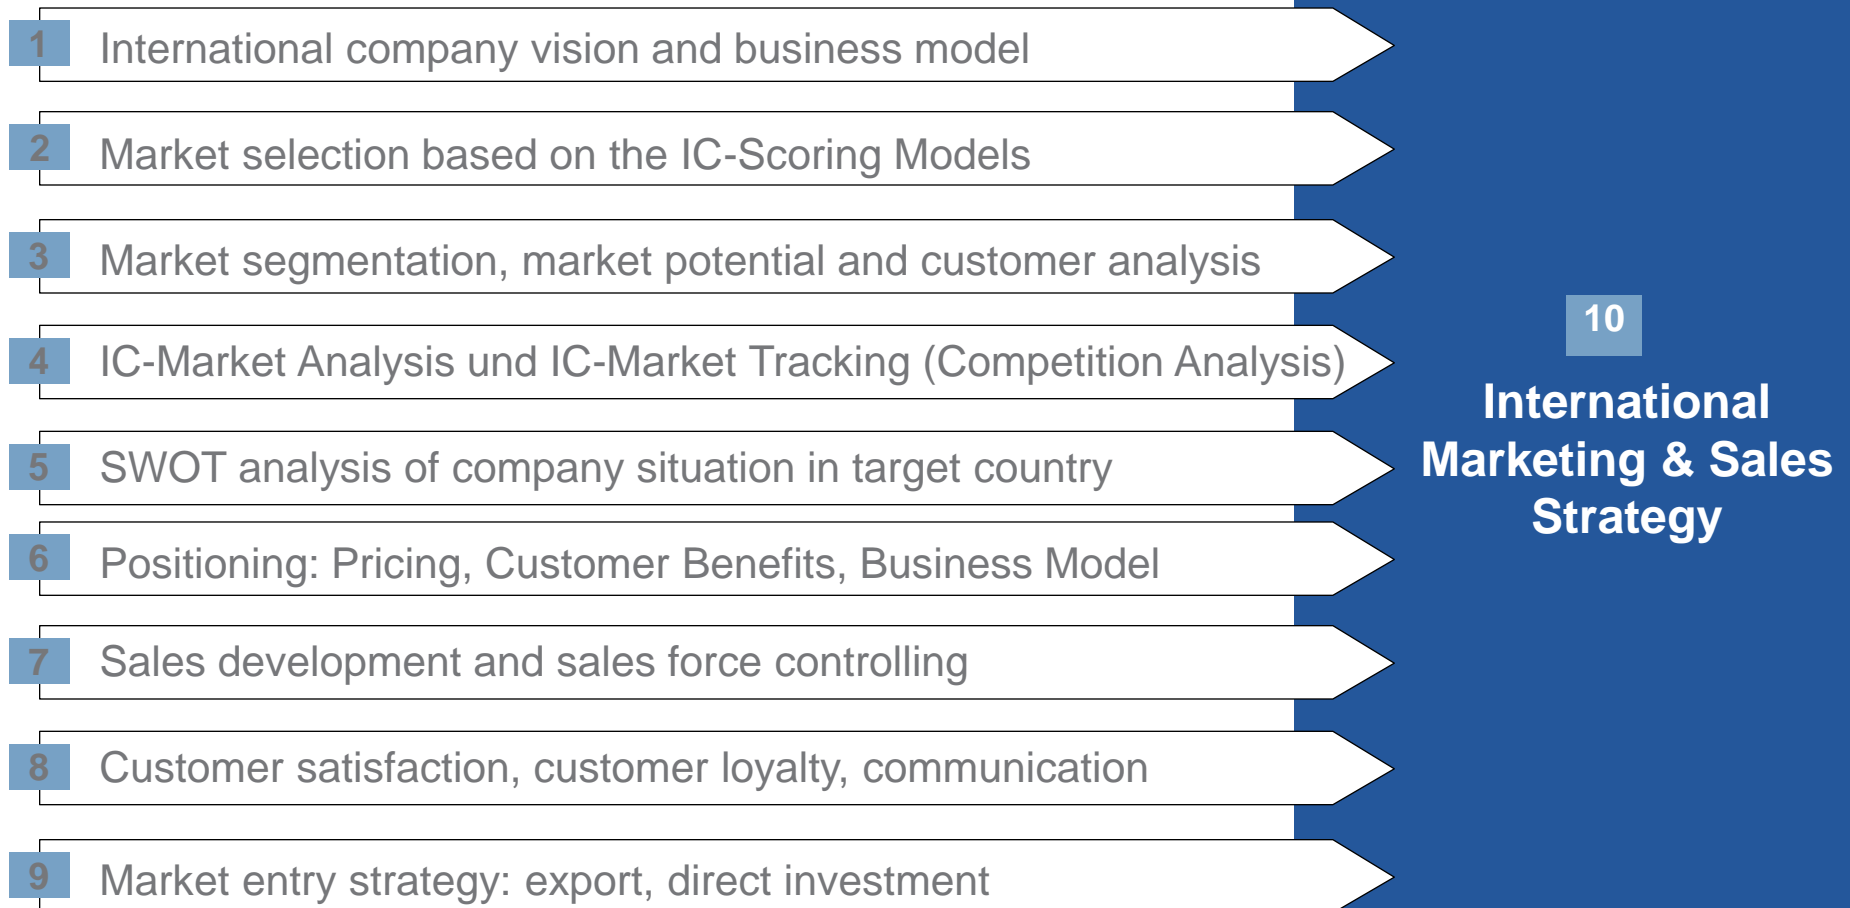 1
International company vision and business model
2
Market selection based on the IC-Scoring Models
3
Market segmentation, market potential and customer analysis
4
IC-Market Analysis und IC-Market Tracking (Competition Analysis)
5
SWOT analysis of company situation in target country
6
Positioning: Pricing, Customer Benefits, Business Model
7
Sales development and sales force controlling
8
Customer satisfaction, customer loyalty, communication
9
Market entry strategy: export, direct investment
10
International
Marketing & Sales
Strategy